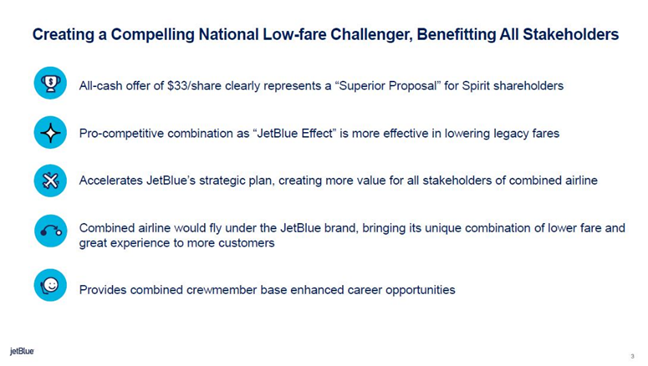 Creating a Compelling National Low-fare Challenger, Benefitting All Stakeholders
$
All-cash offer of $33/share clearly represents a “Superior Proposal” for Spirit shareholders
Pro-competitive combination as “JetBlue Effect” is more effective in lowering legacy fares
Accelerates JetBlue’s strategic plan, creating more value for all stakeholders of combined airline
Combined airline would fly under the JetBlue brand, bringing its unique combination of lower fare and
great experience to more customers
Provides combined crewmember base enhanced career opportunities
jetBlue
3